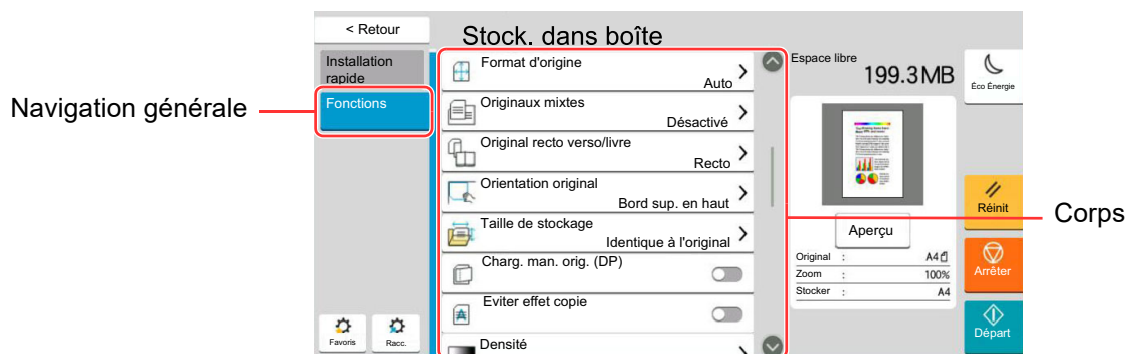 < Retour
Stock. dans boîte
Installation
rapide
Fonctions
Navigation générale
Format d'origine
Auto
Originaux mixtes
Désactivé
Original recto verso/livre
Recto
Orientation original
Bord sup. en haut
Taille de stockage
Identique à l'original
Charg. man. orig. (DP)
Eviter effet copie
Densité
Espace libre
199.3MB
Aperçu
Original : A4
Zoom : 100%
Stocker : A4
Éco Énergie
Réinit
Corps
Arrêter
Départ
Favoris
Racc.